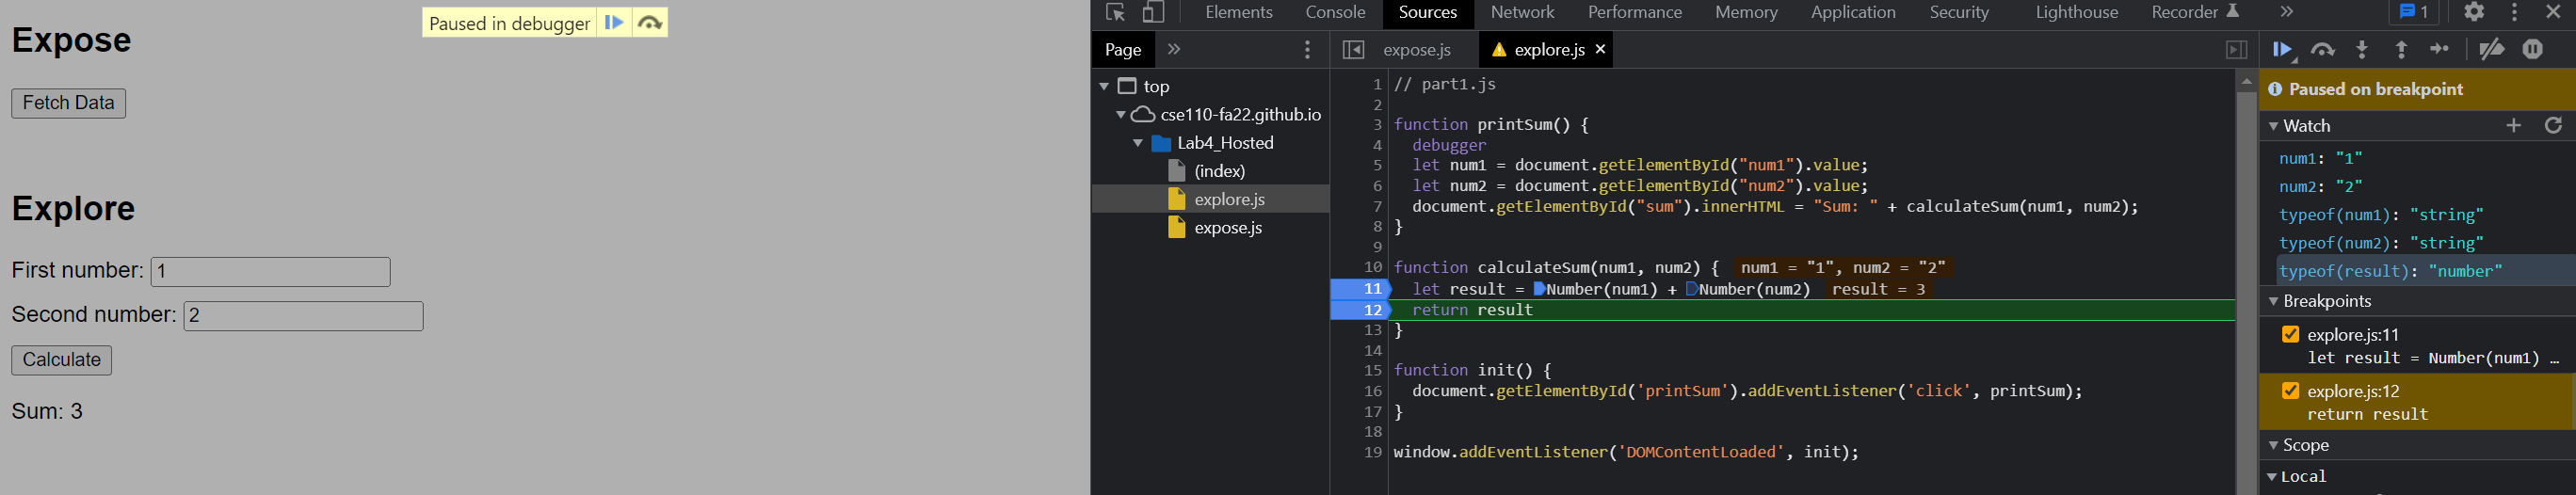 Paused in debugger
Expose
Fetch Data
Explore
First number: 1
Second number: 2
Calculate
Sum: 3
Elements Console Sources Network Performance Memory Application Security Lighthouse Recorder » 1
Page »
top
cse110-fa22.github.io
Lab4_Hosted
(index)
explore.js
expose.js
expose.js explore.js ×
1 // part1.js
2
3 function printSum() {
4 debugger
5 let num1 = document.getElementById("num1").value;
6 let num2 = document.getElementById("num2").value;
7 document.getElementById("sum").innerHTML = "Sum: " + calculateSum(num1, num2);
8 }
9
10 function calculateSum(num1, num2) { num1 = "1", num2 = "2"
11 let result = Number(num1) + Number(num2) result = 3
12 return result
13 }
14
15 function init() {
16 document.getElementById('printSum').addEventListener('click', printSum);
17 }
18
19 window.addEventListener('DOMContentLoaded', init);
Paused on breakpoint
Watch
num1: "1"
num2: "2"
typeof(num1): "string"
typeof(num2): "string"
typeof(result): "number"
Breakpoints
explore.js:11
let result = Number(num1) …
explore.js:12
return result
Scope
Local